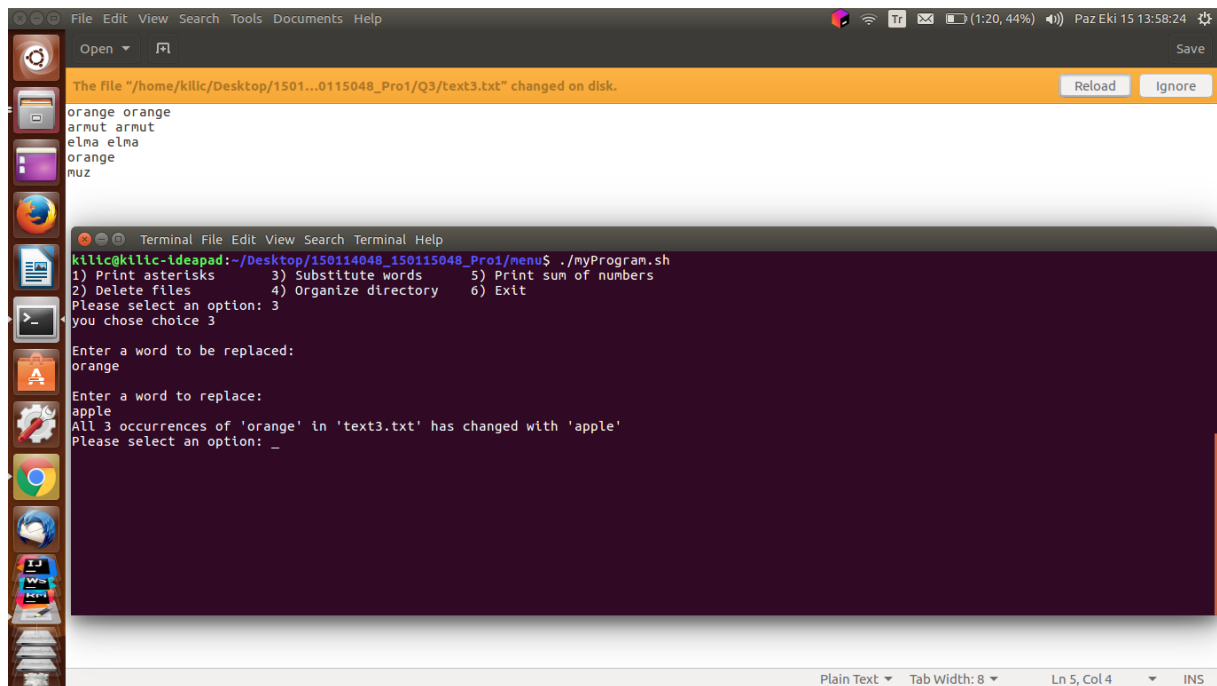 File Edit View Search Tools Documents Help
Tr (1:20, 44%) Paz Eki 15 13:58:24
Open Save
The file "/home/kilic/Desktop/1501...0115048_Pro1/Q3/text3.txt" changed on disk. Reload Ignore
orange orange
armut armut
elma elma
orange
muz
Terminal File Edit View Search Terminal Help
kilic@kilic-ideapad:~/Desktop/150114048_150115048_Pro1/menu$ ./myProgram.sh
1) Print asterisks 3) Substitute words 5) Print sum of numbers
2) Delete files 4) Organize directory 6) Exit
Please select an option: 3
you chose choice 3
Enter a word to be replaced:
orange
Enter a word to replace:
apple
All 3 occurrences of 'orange' in 'text3.txt' has changed with 'apple'
Please select an option: _
IJ
WS
Plain Text Tab Width: 8 Ln 5, Col 4 INS